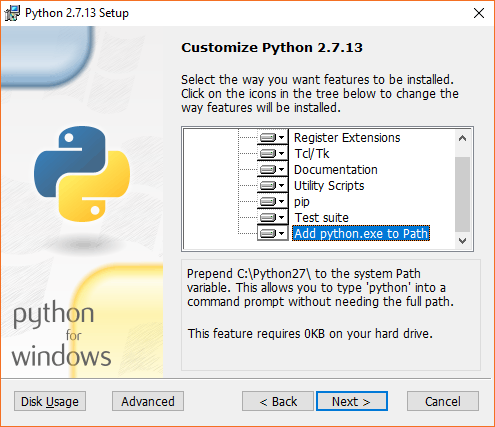 Python 2.7.13 Setup
Customize Python 2.7.13
Select the way you want features to be installed.
Click on the icons in the tree below to change the
way features will be installed.
Register Extensions
Tcl/Tk
Documentation
Utility Scripts
pip
Test suite
Add python.exe to Path
Prepend C:\Python27\ to the system Path
variable. This allows you to type 'python' into a
command prompt without needing the full path.
This feature requires 0KB on your hard drive.
python
for
windows
Disk Usage
Advanced
< Back
Next >
Cancel